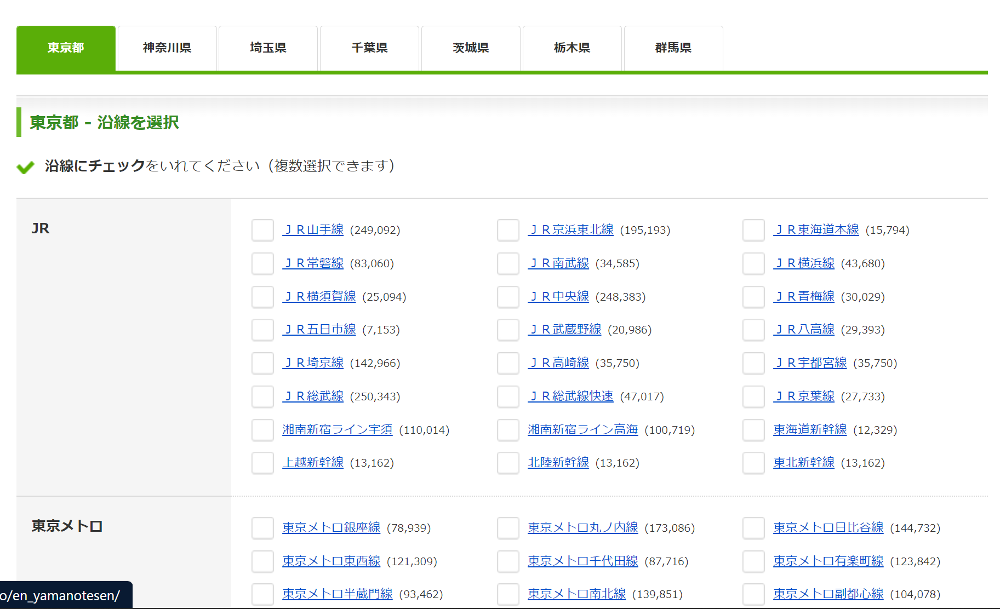 東京都 神奈川県 埼玉県 千葉県 茨城県 栃木県 群馬県
東京都 - 沿線を選択
沿線にチェックをいれてください（複数選択できます）
JR
ＪＲ山手線 (249,092) ＪＲ京浜東北線 (195,193) ＪＲ東海道本線 (15,794)
ＪＲ常磐線 (83,060) ＪＲ南武線 (34,585) ＪＲ横浜線 (43,680)
ＪＲ横須賀線 (25,094) ＪＲ中央線 (248,383) ＪＲ青梅線 (30,029)
ＪＲ五日市線 (7,153) ＪＲ武蔵野線 (20,986) ＪＲ八高線 (29,393)
ＪＲ埼京線 (142,966) ＪＲ高崎線 (35,750) ＪＲ宇都宮線 (35,750)
ＪＲ総武線 (250,343) ＪＲ総武線快速 (47,017) ＪＲ京葉線 (27,733)
湘南新宿ライン宇須 (110,014) 湘南新宿ライン高海 (100,719) 東海道新幹線 (12,329)
上越新幹線 (13,162) 北陸新幹線 (13,162) 東北新幹線 (13,162)
東京メトロ
東京メトロ銀座線 (78,939) 東京メトロ丸ノ内線 (173,086) 東京メトロ日比谷線 (144,732)
東京メトロ東西線 (121,309) 東京メトロ千代田線 (87,716) 東京メトロ有楽町線 (123,842)
東京メトロ半蔵門線 (93,462) 東京メトロ南北線 (139,851) 東京メトロ副都心線 (104,078)
o/en_yamanotesen/